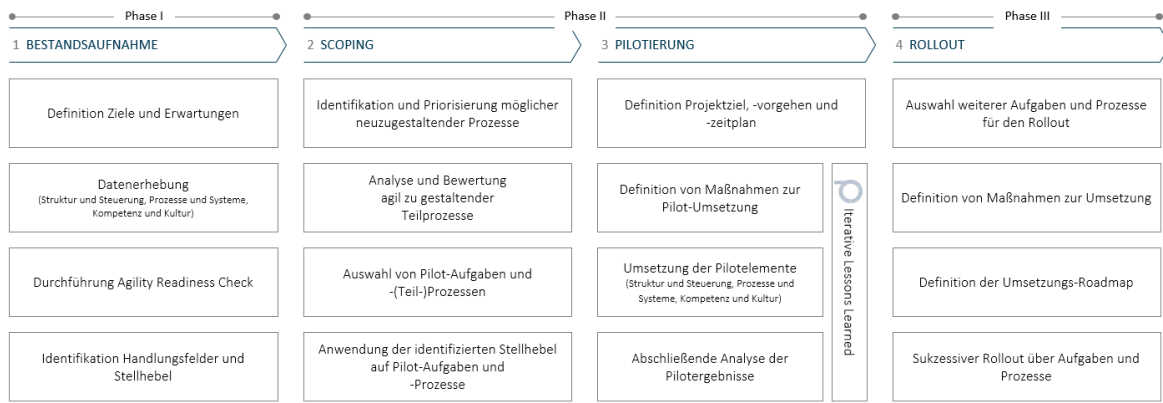 Phase I
Phase II
Phase III
1 BESTANDSAUFNAHME
2 SCOPING
3 PILOTIERUNG
4 ROLLOUT
Definition Ziele und Erwartungen
Datenerhebung
(Struktur und Steuerung, Prozesse und Systeme,
Kompetenz und Kultur)
Durchführung Agility Readiness Check
Identifikation Handlungsfelder und
Stellhebel
Identifikation und Priorisierung möglicher
neuzugestaltender Prozesse
Analyse und Bewertung
agil zu gestaltender
Teilprozesse
Auswahl von Pilot-Aufgaben und
-(Teil-)Prozessen
Anwendung der identifizierten Stellhebel
auf Pilot-Aufgaben und
-Prozesse
Definition Projektziel, -vorgehen und
-zeitplan
Definition von Maßnahmen zur
Pilot-Umsetzung
Umsetzung der Pilotelemente
(Struktur und Steuerung, Prozesse und
Systeme, Kompetenz und Kultur)
Abschließende Analyse der
Pilotergebnisse
Iterative Lessons Learned
Auswahl weiterer Aufgaben und Prozesse
für den Rollout
Definition von Maßnahmen zur Umsetzung
Definition der Umsetzungs-Roadmap
Sukzessiver Rollout über Aufgaben und
Prozesse